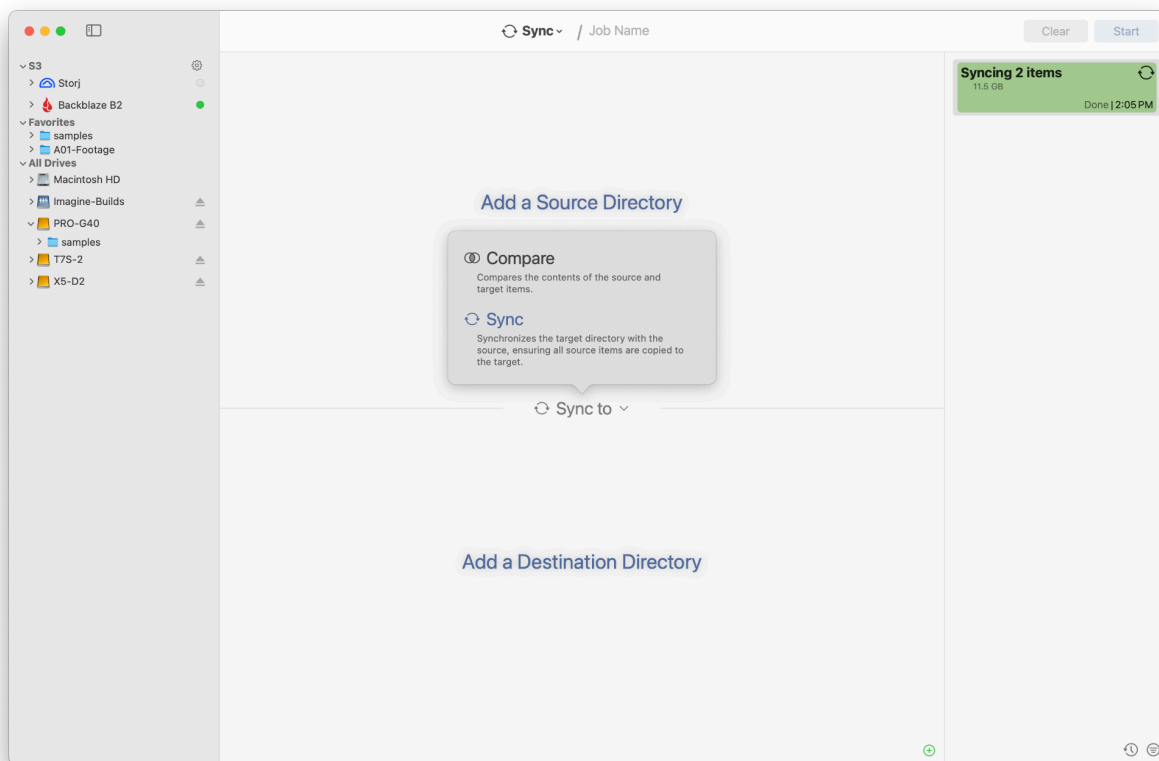 Sync / Job Name
Clear
Start
S3
Storj
Backblaze B2
Favorites
samples
A01-Footage
All Drives
Macintosh HD
Imagine-Builds
PRO-G40
samples
T7S-2
X5-D2
Add a Source Directory
Compare
Compares the contents of the source and
target items.
Sync
Synchronizes the target directory with the
source, ensuring all source items are copied to
the target.
Sync to
Add a Destination Directory
Syncing 2 items
11.5 GB
Done | 2:05 PM